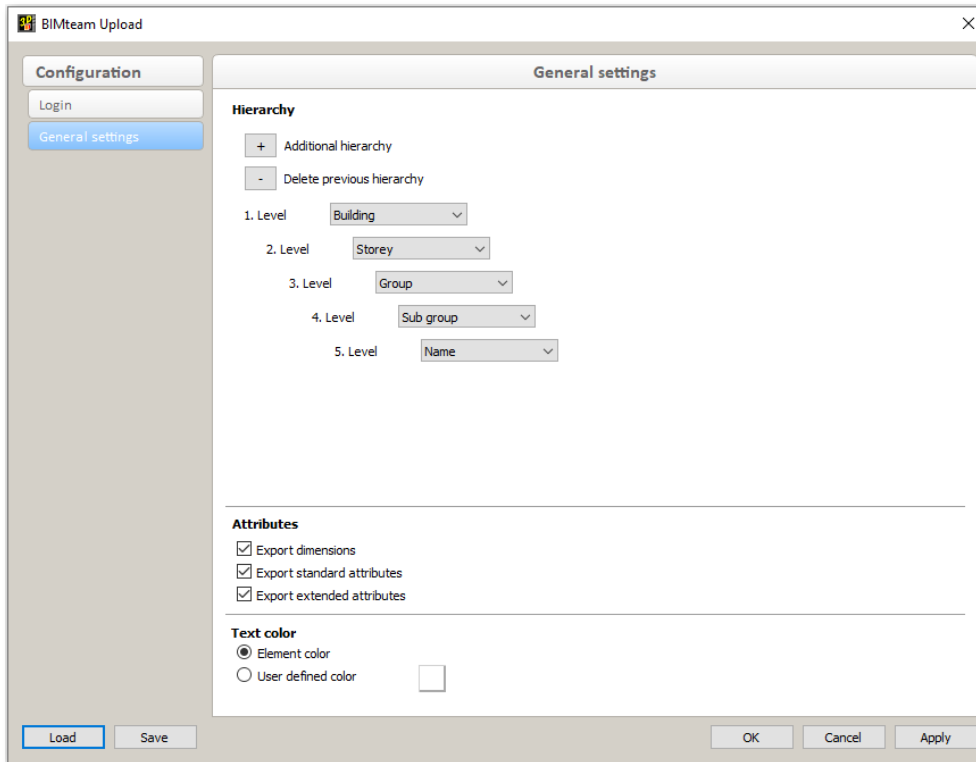 BIMteam Upload
Configuration
Login
General settings
General settings
Hierarchy
+ Additional hierarchy
- Delete previous hierarchy
1. Level Building
2. Level Storey
3. Level Group
4. Level Sub group
5. Level Name
Attributes
Export dimensions
Export standard attributes
Export extended attributes
Text color
Element color
User defined color
Load Save OK Cancel Apply